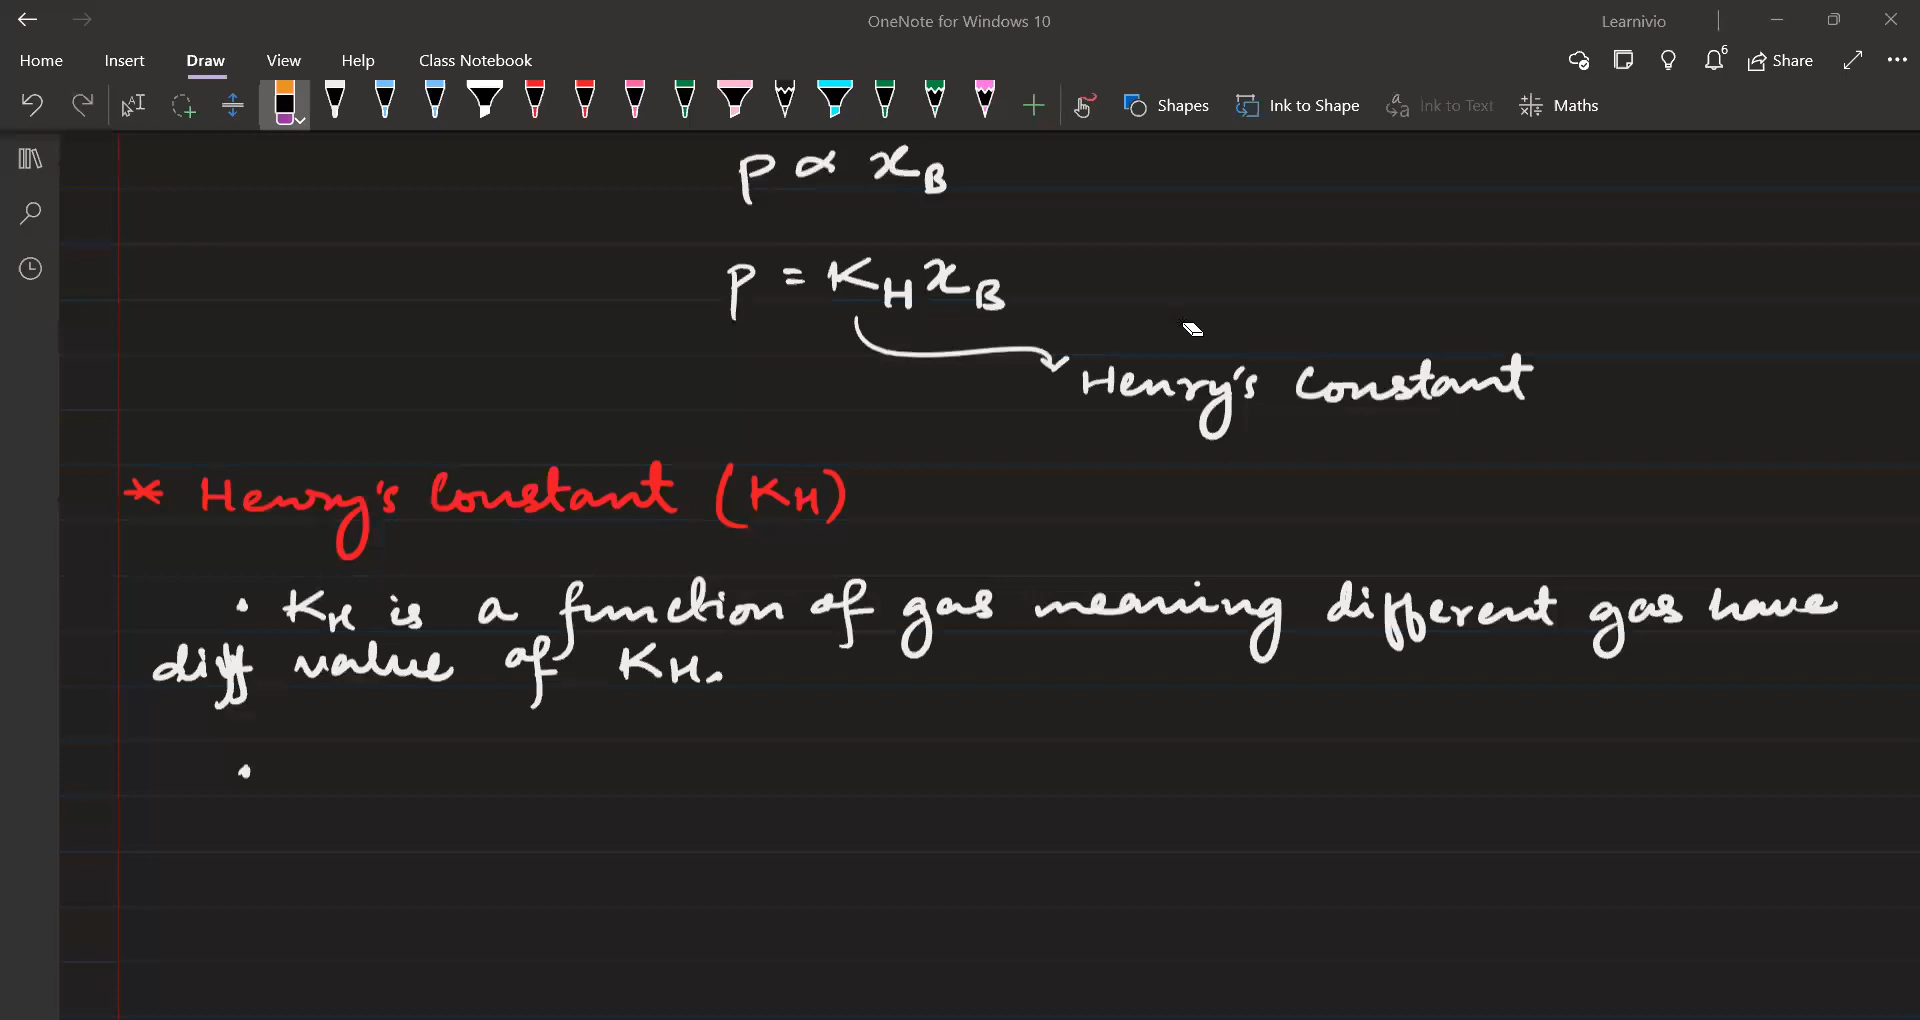 OneNote for Windows 10
Learnivio
Home Insert Draw View Help Class Notebook
6
Share
Shapes Ink to Shape Ink to Text Maths
p ∝ x_B
p = K_H x_B
Henry's Constant
* Henry's Constant (K_H)
• K_H is a function of gas meaning different gas have
diff value of K_H.
•